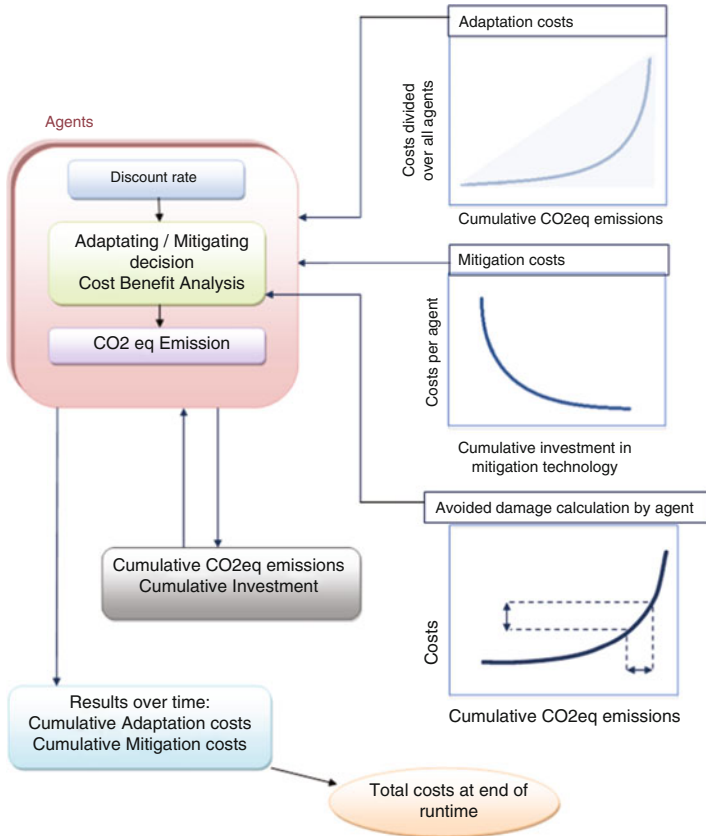 Agents
Discount rate
Adaptating / Mitigating
decision
Cost Benefit Analysis
CO2 eq Emission
Cumulative CO2eq emissions
Cumulative Investment
Results over time:
Cumulative Adaptation costs
Cumulative Mitigation costs
Total costs at end of
runtime
Adaptation costs
Costs divided
over all agents
Cumulative CO2eq emissions
Mitigation costs
Costs per agent
Cumulative investment in
mitigation technology
Avoided damage calculation by agent
Costs
Cumulative CO2eq emissions